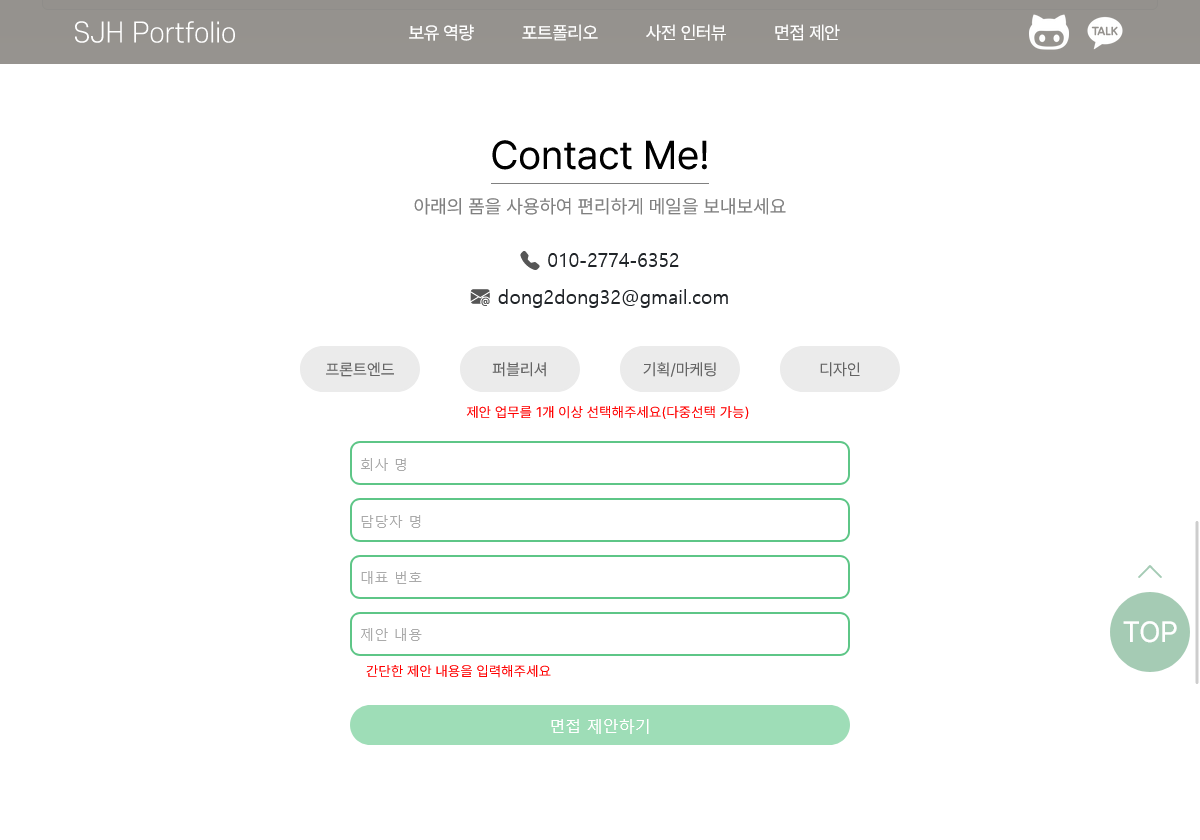 SJH Portfolio
보유 역량
포트폴리오
사전 인터뷰
면접 제안
TALK
Contact Me!
아래의 폼을 사용하여 편리하게 메일을 보내보세요
010-2774-6352
dong2dong32@gmail.com
프론트엔드
퍼블리셔
기획/마케팅
디자인
제안 업무를 1개 이상 선택해주세요(다중선택 가능)
회사 명
담당자 명
대표 번호
제안 내용
간단한 제안 내용을 입력해주세요
TOP
면접 제안하기